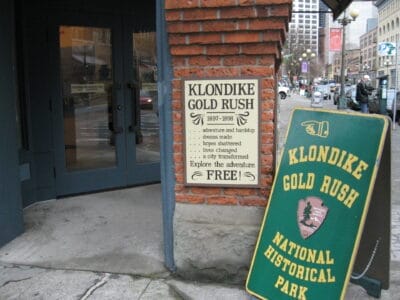 KLONDIKE
GOLD RUSH
1897-1898
. . . adventure and hardship
. . . dreams made
. . . hopes shattered
. . . lives changed
. . . a city transformed
Explore the adventure
FREE!
KLONDIKE
GOLD RUSH
NATIONAL
HISTORICAL
PARK